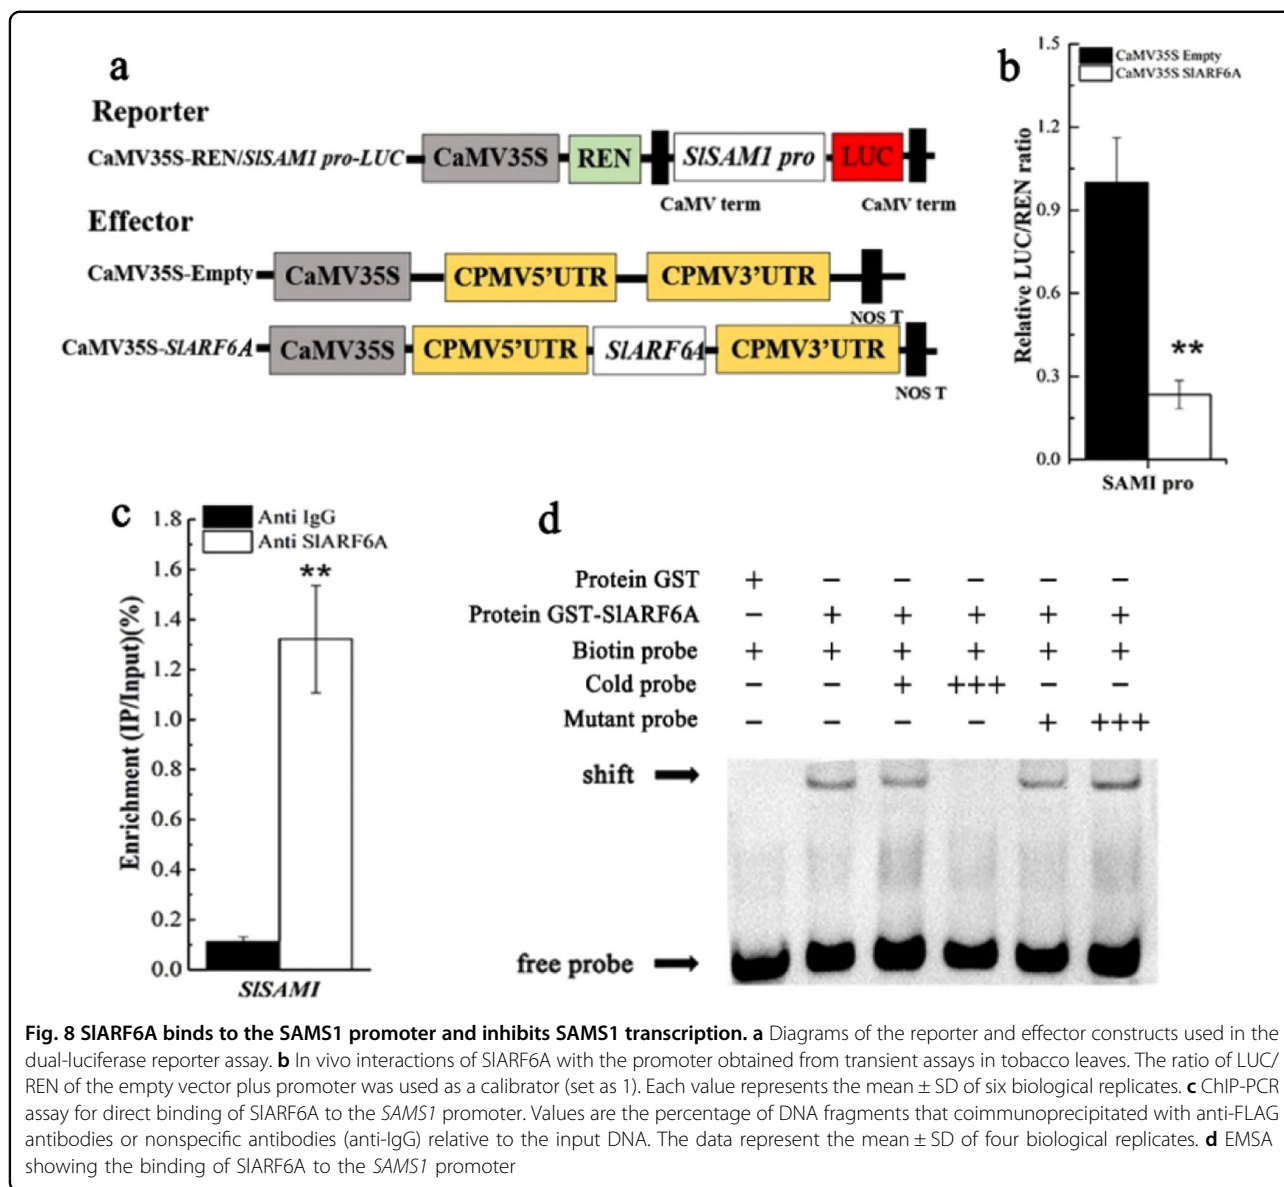 a
Reporter
CaMV35S-REN/SlSAM1 pro-LUC CaMV35S REN SlSAM1 pro LUC
CaMV term CaMV term
Effector
CaMV35S-Empty CaMV35S CPMV5'UTR CPMV3'UTR
NOS T
CaMV35S-SlARF6A CaMV35S CPMV5'UTR SlARF6A CPMV3'UTR
NOS T
b
CaMV35S Empty
CaMV35S SlARF6A
Relative LUC/REN ratio
1.5
1.2
0.9
0.6
0.3
0.0
**
SAMI pro
c
Anti IgG
Anti SlARF6A
Enrichment (IP/Input)(%)
1.8
1.6
1.4
1.2
1.0
0.8
0.6
0.4
0.2
0.0
**
SlSAMI
d
Protein GST + − − − − −
Protein GST-SlARF6A − + + + + +
Biotin probe + + + + + +
Cold probe − − + +++ − −
Mutant probe − − − − + +++
shift
free probe
Fig. 8 SlARF6A binds to the SAMS1 promoter and inhibits SAMS1 transcription. a Diagrams of the reporter and effector constructs used in the
dual-luciferase reporter assay. b In vivo interactions of SlARF6A with the promoter obtained from transient assays in tobacco leaves. The ratio of LUC/
REN of the empty vector plus promoter was used as a calibrator (set as 1). Each value represents the mean ± SD of six biological replicates. c ChIP-PCR
assay for direct binding of SlARF6A to the SAMS1 promoter. Values are the percentage of DNA fragments that coimmunoprecipitated with anti-FLAG
antibodies or nonspecific antibodies (anti-IgG) relative to the input DNA. The data represent the mean ± SD of four biological replicates. d EMSA
showing the binding of SlARF6A to the SAMS1 promoter